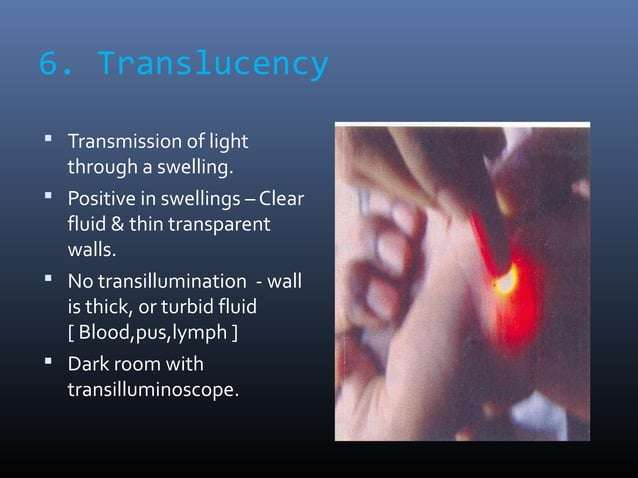 6. Translucency
▪ Transmission of light
through a swelling.
▪ Positive in swellings – Clear
fluid & thin transparent
walls.
▪ No transillumination - wall
is thick, or turbid fluid
[ Blood,pus,lymph ]
▪ Dark room with
transilluminoscope.